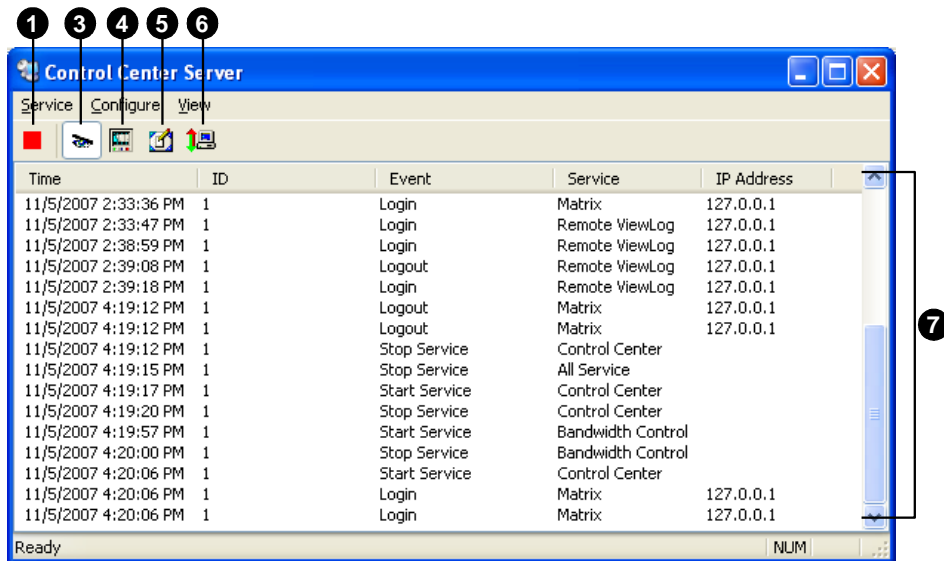 1 3 4 5 6
Control Center Server
Service Configure View
Time ID Event Service IP Address
11/5/2007 2:33:36 PM 1 Login Matrix 127.0.0.1
11/5/2007 2:33:47 PM 1 Login Remote ViewLog 127.0.0.1
11/5/2007 2:38:59 PM 1 Login Remote ViewLog 127.0.0.1
11/5/2007 2:39:08 PM 1 Logout Remote ViewLog 127.0.0.1
11/5/2007 2:39:18 PM 1 Login Remote ViewLog 127.0.0.1
11/5/2007 4:19:12 PM 1 Logout Matrix 127.0.0.1
11/5/2007 4:19:12 PM 1 Logout Matrix 127.0.0.1
11/5/2007 4:19:12 PM 1 Stop Service Control Center
11/5/2007 4:19:15 PM 1 Stop Service All Service
11/5/2007 4:19:17 PM 1 Start Service Control Center
11/5/2007 4:19:20 PM 1 Stop Service Control Center
11/5/2007 4:19:57 PM 1 Start Service Bandwidth Control
11/5/2007 4:20:00 PM 1 Stop Service Bandwidth Control
11/5/2007 4:20:06 PM 1 Start Service Control Center
11/5/2007 4:20:06 PM 1 Login Matrix 127.0.0.1
11/5/2007 4:20:06 PM 1 Login Matrix 127.0.0.1
7
Ready NUM